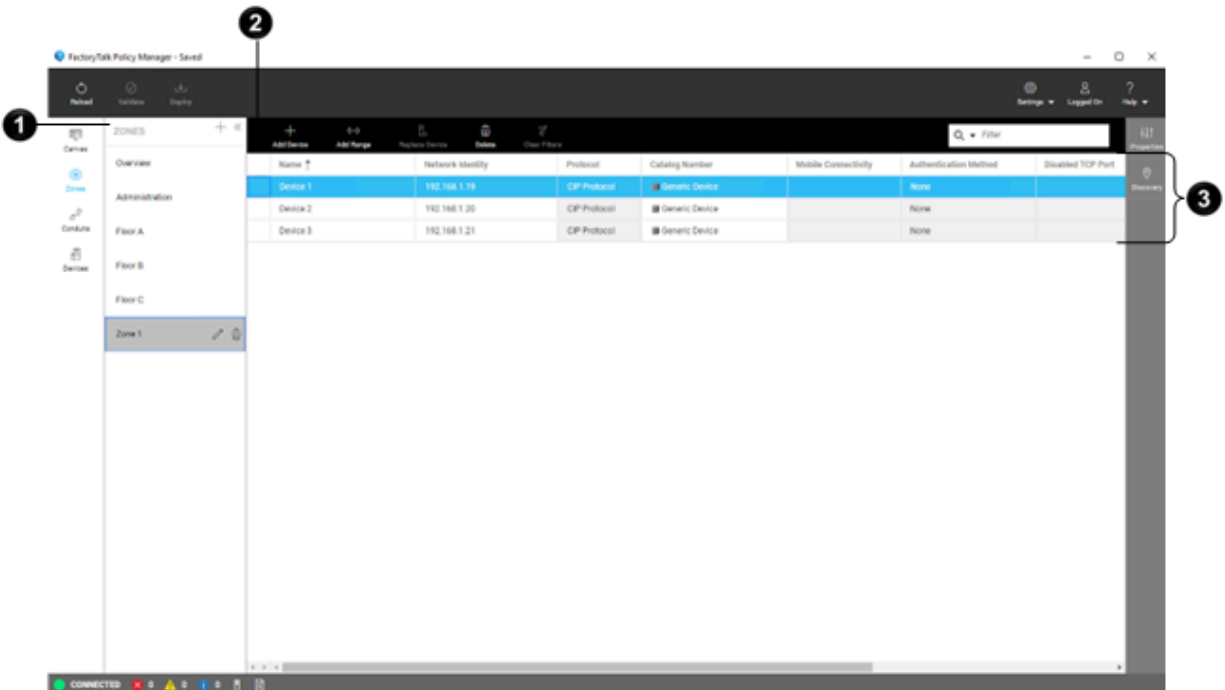 2
FactoryTalk Policy Manager - Saved
Reload Validate Deploy Settings Logged On Help
1
ZONES
Add Device Add Range Replace Device Delete Clear Filters Filter
Canvas
Properties
Name Network Identity Protocol Catalog Number Mobile Connectivity Authentication Method Disabled TCP Port
Overview
Zones
Device 1 192.168.1.19 CIP Protocol Generic Device None
Discovery
3
Administration
Device 2 192.168.1.20 CIP Protocol Generic Device None
Conduits
Floor A
Device 3 192.168.1.21 CIP Protocol Generic Device None
Devices
Floor B
Floor C
Zone 1
CONNECTED 0 0 0